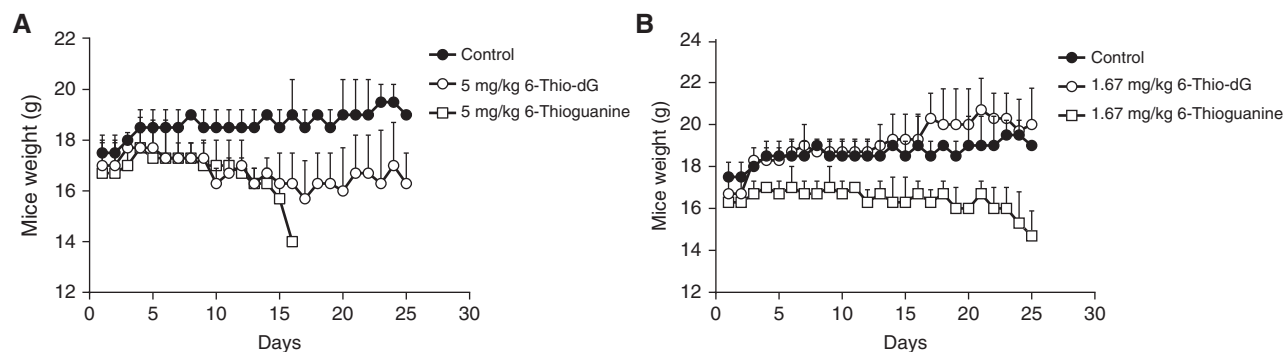 A
Mice weight (g)
22
20
18
16
14
12
0
5
10
15
20
25
30
Days
Control
5 mg/kg 6-Thio-dG
5 mg/kg 6-Thioguanine
B
Mice weight (g)
24
22
20
18
16
14
12
0
5
10
15
20
25
30
Days
Control
1.67 mg/kg 6-Thio-dG
1.67 mg/kg 6-Thioguanine